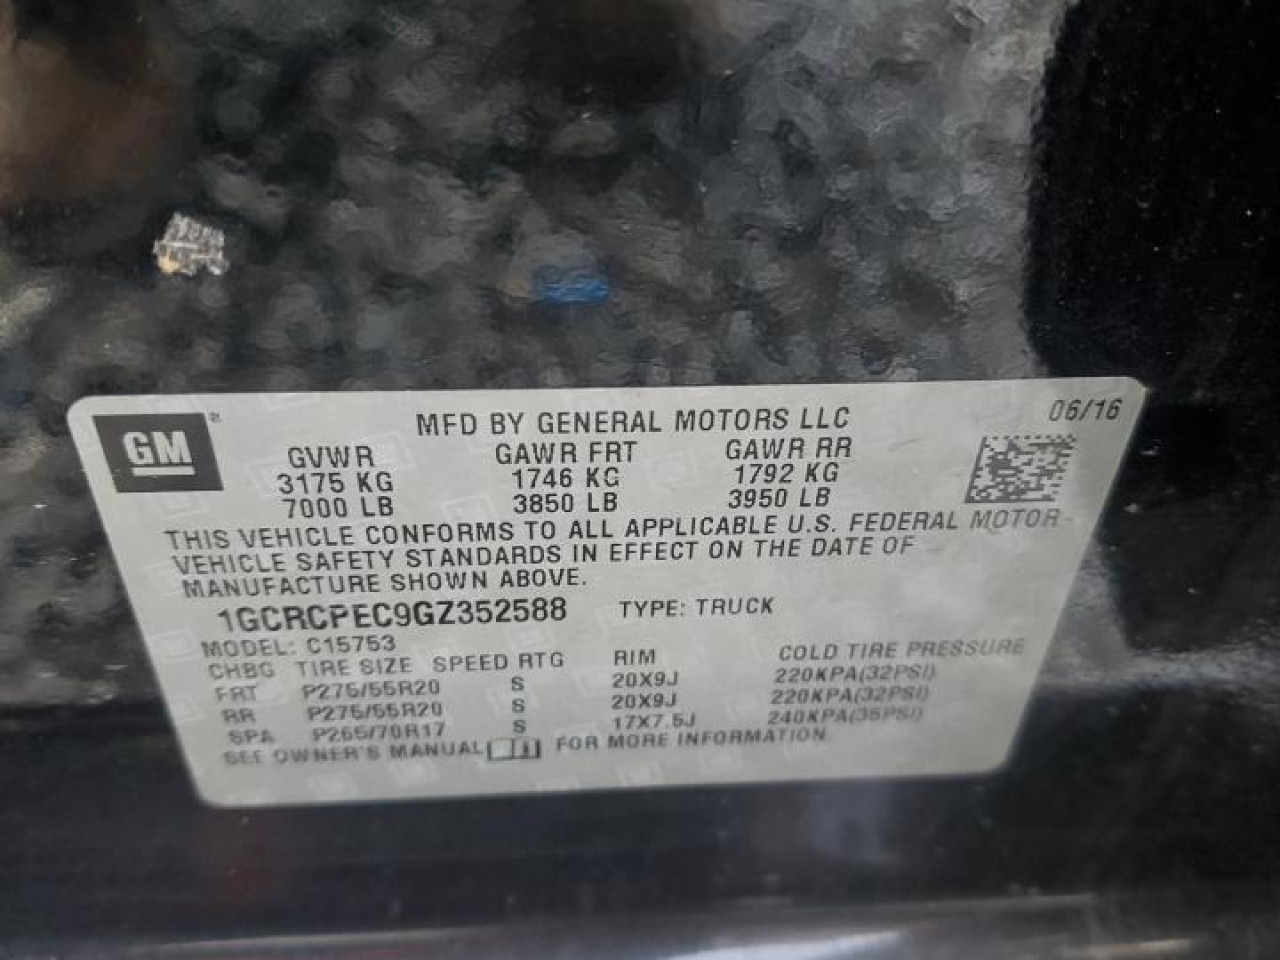 GM®
MFD BY GENERAL MOTORS LLC
06/16
GVWR GAWR FRT GAWR RR
3175 KG 1746 KG 1792 KG
7000 LB 3850 LB 3950 LB
THIS VEHICLE CONFORMS TO ALL APPLICABLE U.S. FEDERAL MOTOR
VEHICLE SAFETY STANDARDS IN EFFECT ON THE DATE OF
MANUFACTURE SHOWN ABOVE.
1GCRCPEC9GZ352588 TYPE: TRUCK
MODEL: C15753
CHBG TIRE SIZE SPEED RTG RIM COLD TIRE PRESSURE
FRT P275/55R20 S 20X9J 220KPA(32PSI)
RR P275/55R20 S 20X9J 220KPA(32PSI)
SPA P265/70R17 S 17X7.5J 240KPA(35PSI)
SEE OWNER'S MANUAL FOR MORE INFORMATION.